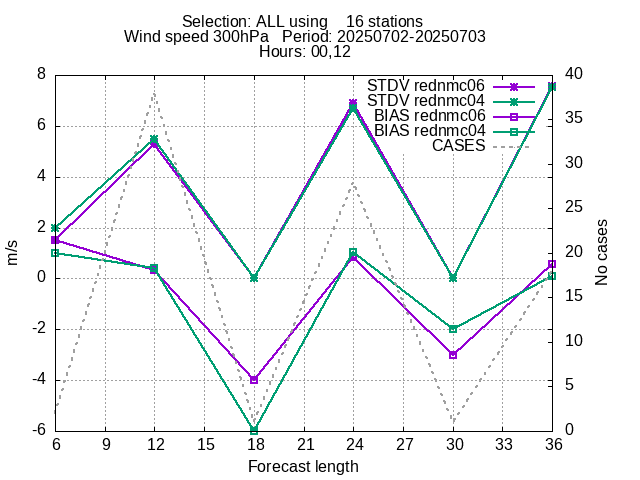 Selection: ALL using    16 stations
Wind speed 300hPa   Period: 20250702-20250703
Hours: 00,12
8 40
STDV rednmc06
STDV rednmc04
BIAS rednmc06
BIAS rednmc04
CASES
6 35
4 30
2 25
m/s
No cases
0 20
-2 15
-4 10
-6 5
0
6 9 12 15 18 21 24 27 30 33 36
Forecast length